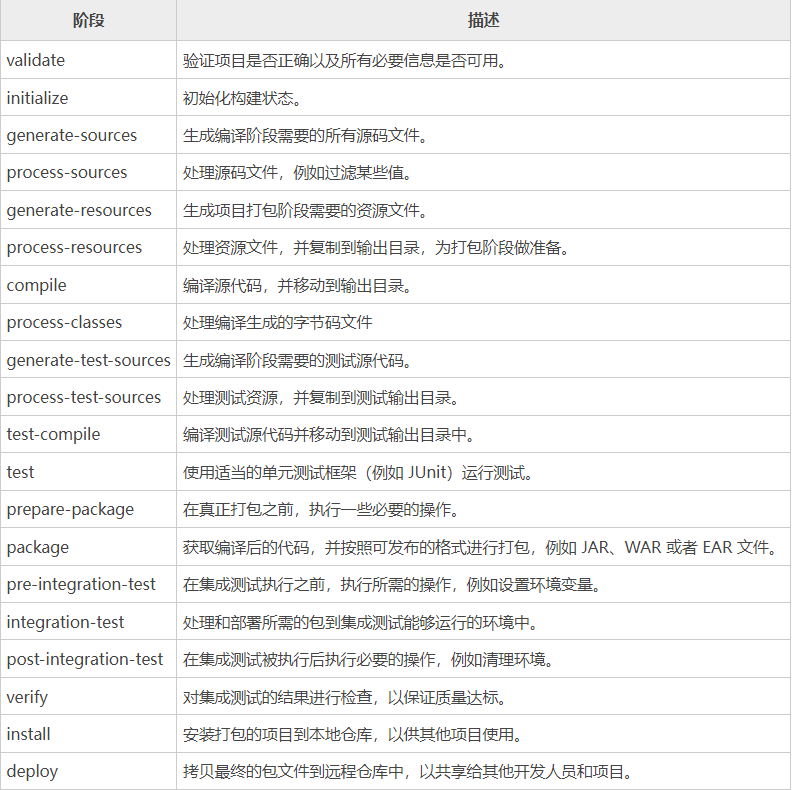 阶段 描述
validate 验证项目是否正确以及所有必要信息是否可用。
initialize 初始化构建状态。
generate-sources 生成编译阶段需要的所有源码文件。
process-sources 处理源码文件，例如过滤某些值。
generate-resources 生成项目打包阶段需要的资源文件。
process-resources 处理资源文件，并复制到输出目录，为打包阶段做准备。
compile 编译源代码，并移动到输出目录。
process-classes 处理编译生成的字节码文件
generate-test-sources 生成编译阶段需要的测试源代码。
process-test-sources 处理测试资源，并复制到测试输出目录。
test-compile 编译测试源代码并移动到测试输出目录中。
test 使用适当的单元测试框架（例如 JUnit）运行测试。
prepare-package 在真正打包之前，执行一些必要的操作。
package 获取编译后的代码，并按照可发布的格式进行打包，例如 JAR、WAR 或者 EAR 文件。
pre-integration-test 在集成测试执行之前，执行所需的操作，例如设置环境变量。
integration-test 处理和部署所需的包到集成测试能够运行的环境中。
post-integration-test 在集成测试被执行后执行必要的操作，例如清理环境。
verify 对集成测试的结果进行检查，以保证质量达标。
install 安装打包的项目到本地仓库，以供其他项目使用。
deploy 拷贝最终的包文件到远程仓库中，以共享给其他开发人员和项目。